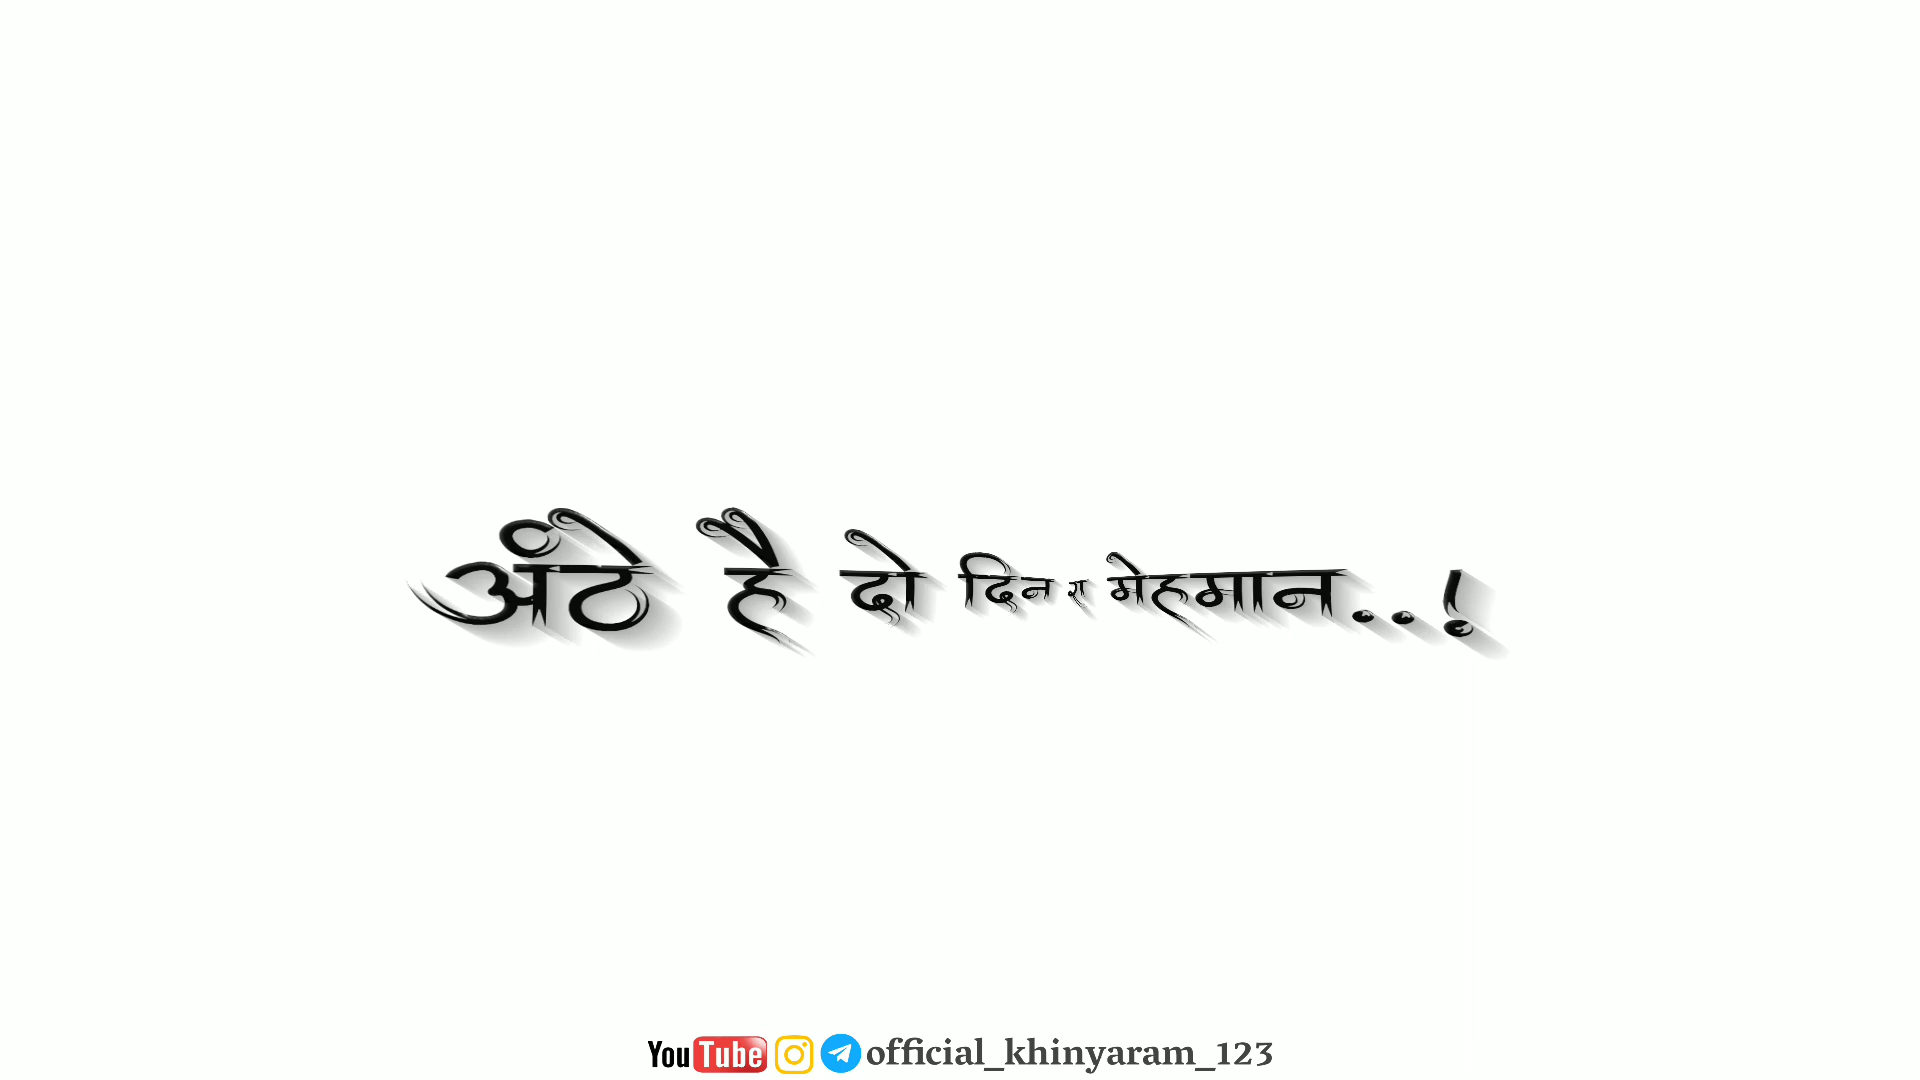 अंठे है दो दिन रा मेहमान..!
YouTube official_khinyaram_123